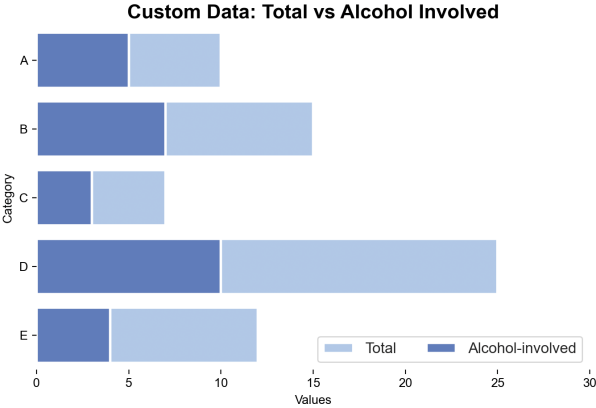 Custom Data: Total vs Alcohol Involved
A
B
C
D
E
Category
Total
Alcohol-involved
0 5 10 15 20 25 30
Values